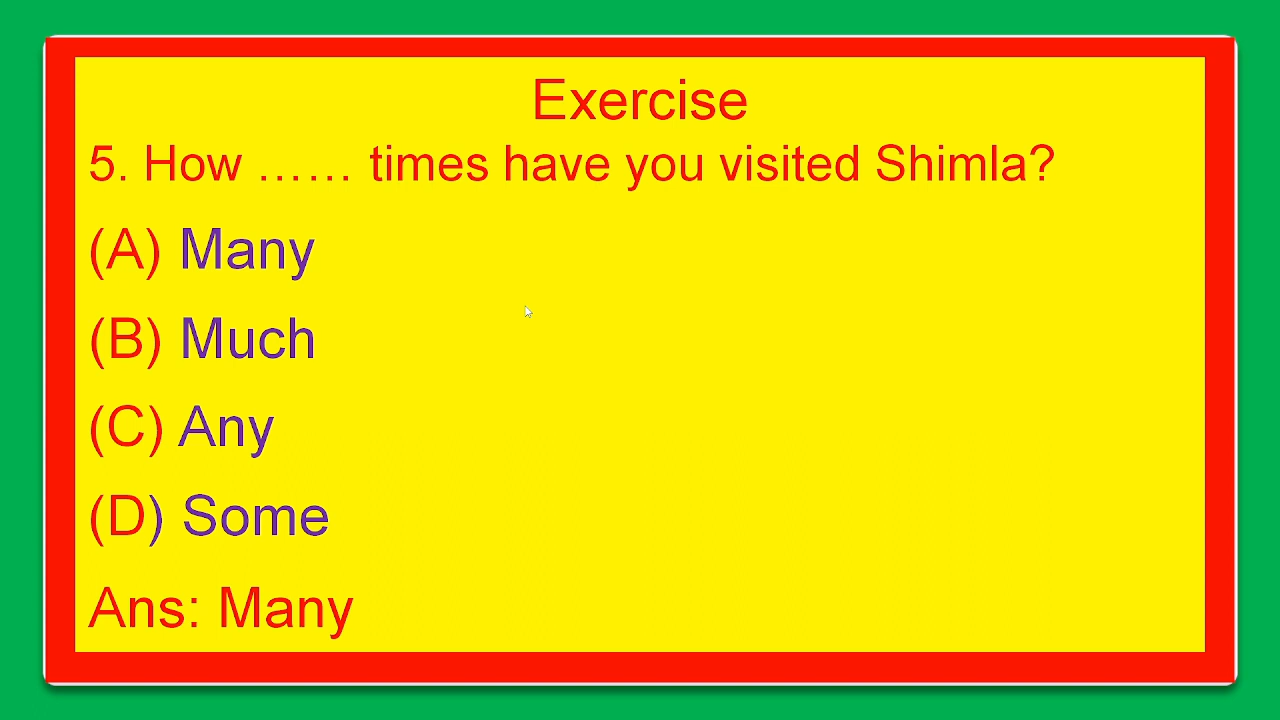 Exercise
5. How …… times have you visited Shimla?
(A) Many
(B) Much
(C) Any
(D) Some
Ans: Many